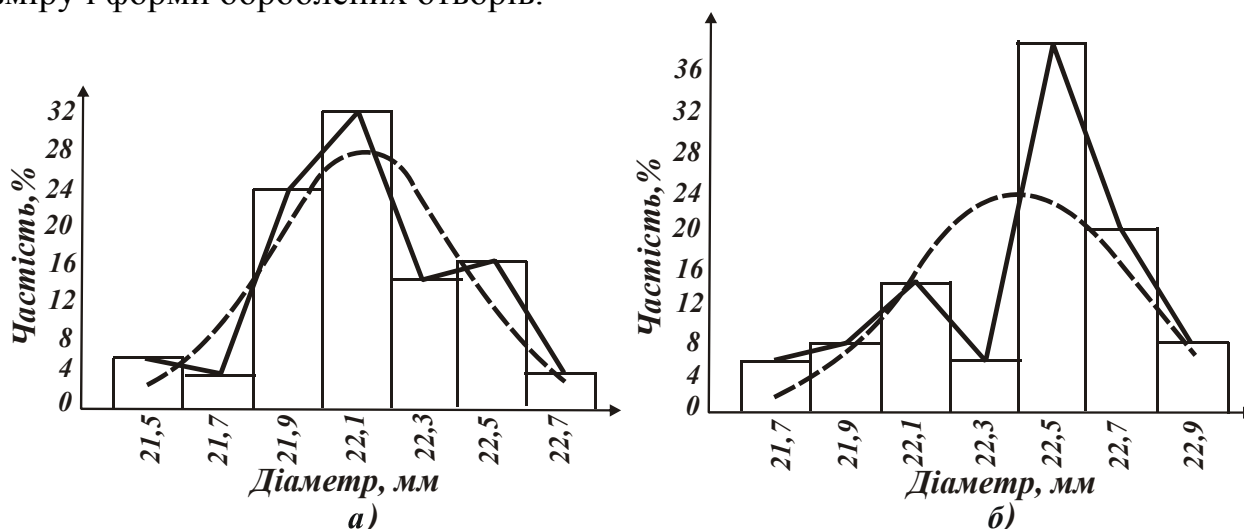 зміру і форми оброблених отворів.
Частість,%
32
28
24
20
16
12
8
4
0
21,5 21,7 21,9 22,1 22,3 22,5 22,7
Діаметр, мм
а)
Частість,%
36
32
28
24
20
16
12
8
4
0
21,7 21,9 22,1 22,3 22,5 22,7 22,9
Діаметр, мм
б)